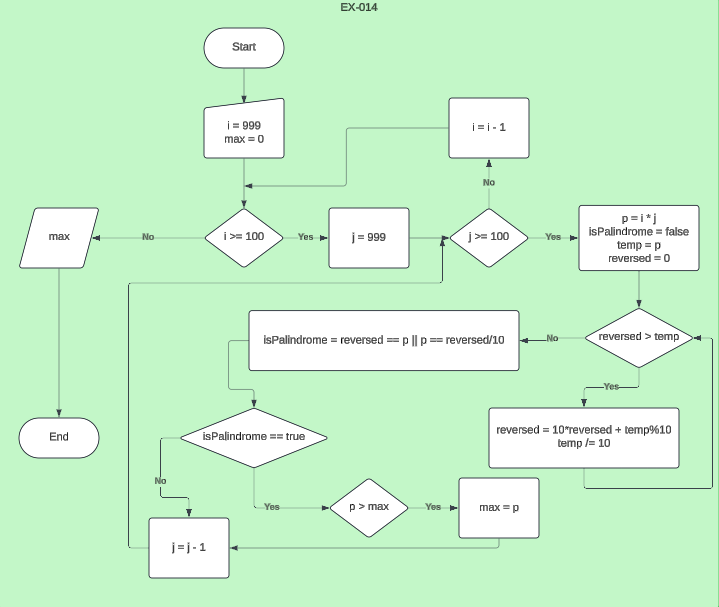 EX-014
Start
i = 999
max = 0
i = i - 1
No
max
No
i >= 100
Yes
j = 999
j >= 100
Yes
p = i * j
isPalindrome = false
temp = p
reversed = 0
isPalindrome = reversed == p || p == reversed/10
No
reversed > temp
Yes
reversed = 10*reversed + temp%10
temp /= 10
End
isPalindrome == true
No
Yes
p > max
Yes
max = p
j = j - 1